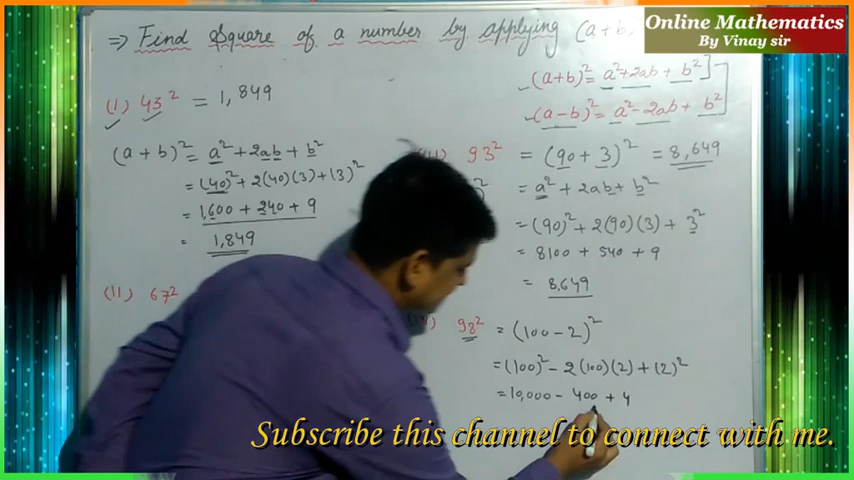 ⇒ Find Square of a number by applying (a+b)
Online Mathematics
By Vinay sir
(a+b)² = a²+2ab + b²
(a-b)² = a²-2ab + b²
(I) 43² = 1,849
(a+b)² = a² +2ab + b²
= (40)² + 2(40)(3) + (3)²
= 1,600 + 240 + 9
= 1,849
(II) 67²
93² = (90 + 3)² = 8,649
= a² + 2ab + b²
= (90)² + 2(90)(3) + 3²
= 8100 + 540 + 9
= 8,649
98² = (100 - 2)²
= (100)² - 2(100)(2) + (2)²
= 10,000 - 400 + 4
Subscribe this channel to connect with me.